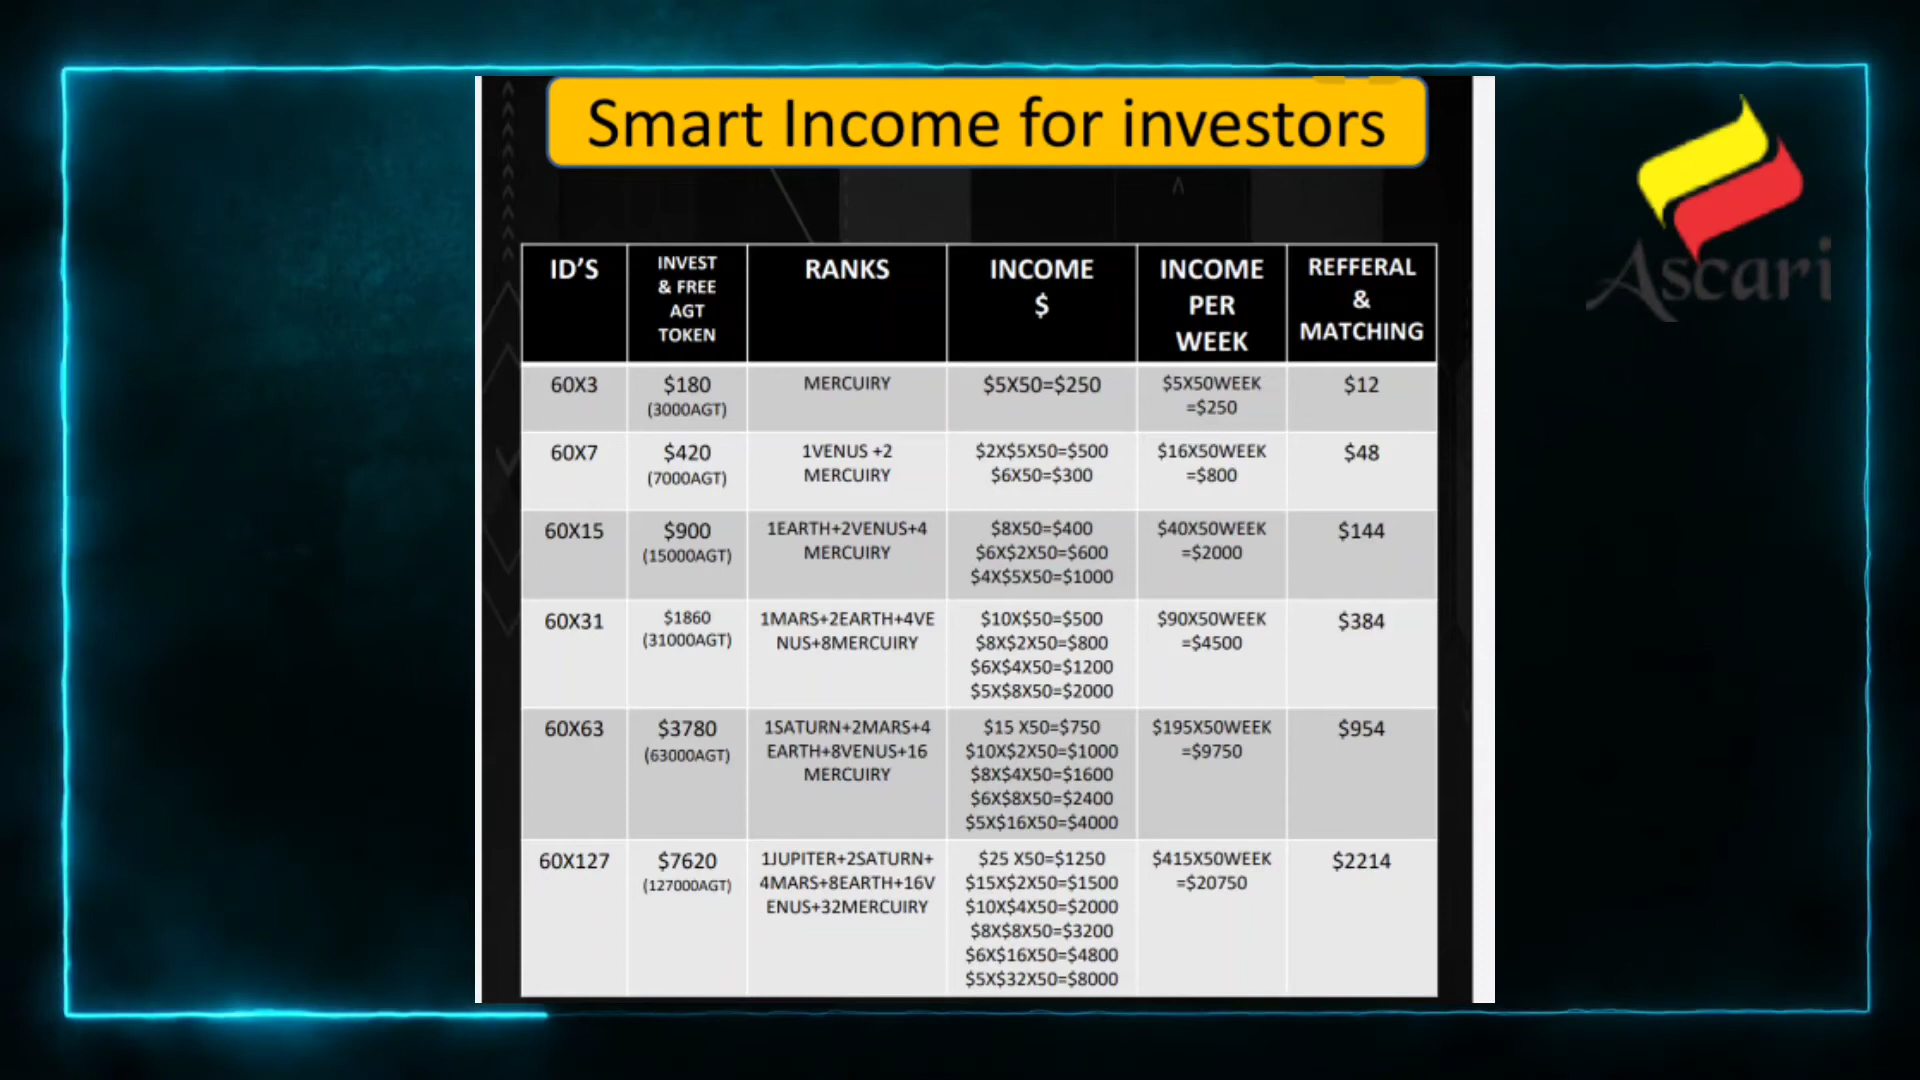 Smart Income for investors
Ascari
ID'S
INVEST
& FREE
AGT
TOKEN
RANKS
INCOME
$
INCOME
PER
WEEK
REFFERAL
&
MATCHING
60X3
$180
(3000AGT)
MERCUIRY
$5X50=$250
$5X50WEEK
=$250
$12
60X7
$420
(7000AGT)
1VENUS +2
MERCUIRY
$2X$5X50=$500
$6X50=$300
$16X50WEEK
=$800
$48
60X15
$900
(15000AGT)
1EARTH+2VENUS+4
MERCUIRY
$8X50=$400
$6X$2X50=$600
$4X$5X50=$1000
$40X50WEEK
=$2000
$144
60X31
$1860
(31000AGT)
1MARS+2EARTH+4VE
NUS+8MERCUIRY
$10X$50=$500
$8X$2X50=$800
$6X$4X50=$1200
$5X$8X50=$2000
$90X50WEEK
=$4500
$384
60X63
$3780
(63000AGT)
1SATURN+2MARS+4
EARTH+8VENUS+16
MERCUIRY
$15 X50=$750
$10X$2X50=$1000
$8X$4X50=$1600
$6X$8X50=$2400
$5X$16X50=$4000
$195X50WEEK
=$9750
$954
60X127
$7620
(127000AGT)
1JUPITER+2SATURN+
4MARS+8EARTH+16V
ENUS+32MERCUIRY
$25 X50=$1250
$15X$2X50=$1500
$10X$4X50=$2000
$8X$8X50=$3200
$6X$16X50=$4800
$5X$32X50=$8000
$415X50WEEK
=$20750
$2214